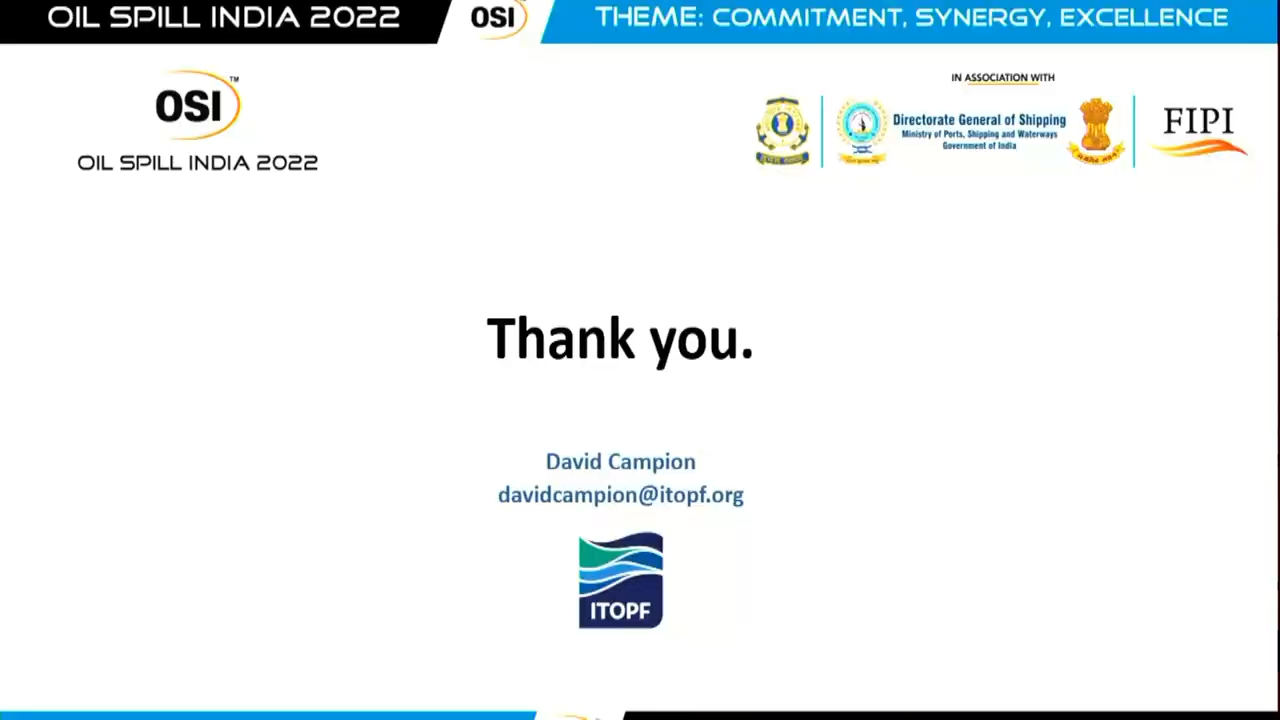 OIL SPILL INDIA 2022
OSI
THEME: COMMITMENT, SYNERGY, EXCELLENCE
OSI™
OIL SPILL INDIA 2022
IN ASSOCIATION WITH
Directorate General of Shipping
Ministry of Ports, Shipping and Waterways
Government of India
FIPI
Thank you.
David Campion
davidcampion@itopf.org
ITOPF